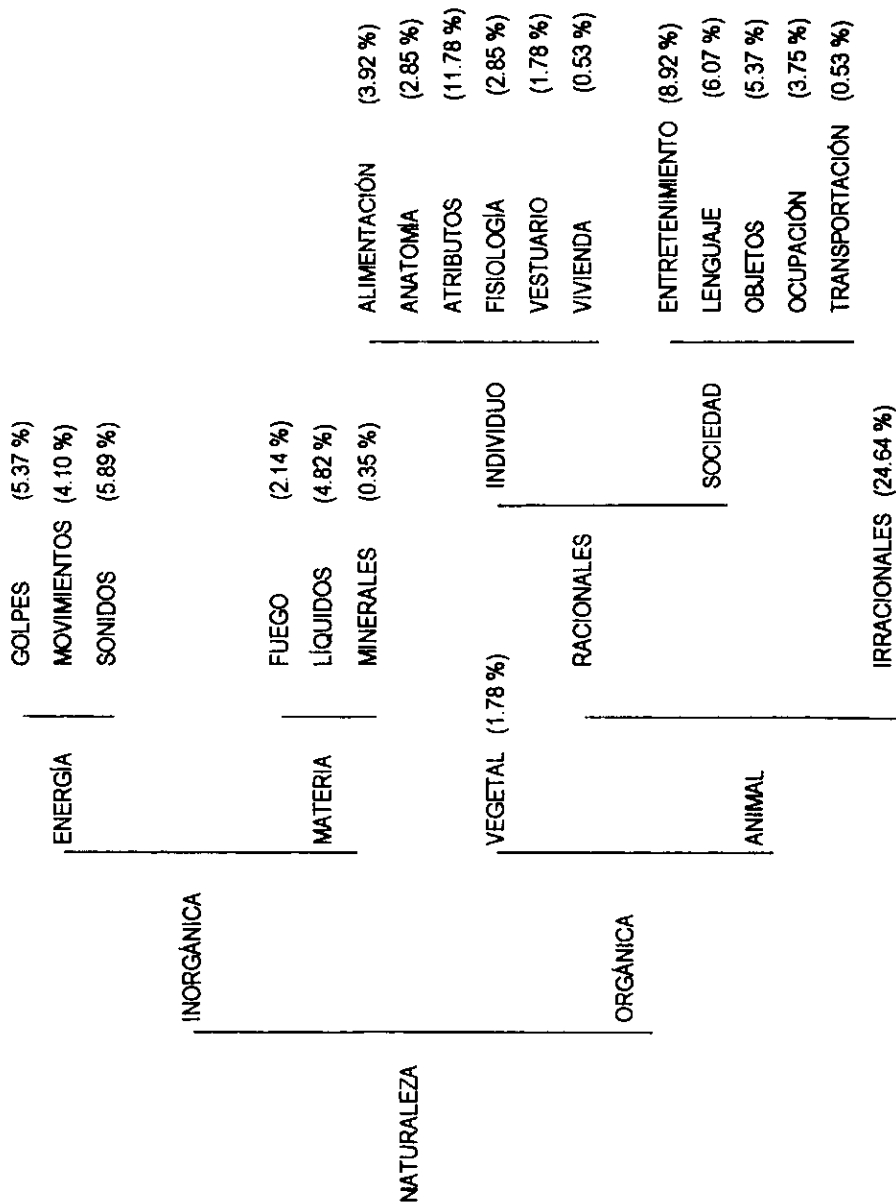 NATURALEZA
INORGÁNICA
ENERGÍA
GOLPES (5.37 %)
MOVIMIENTOS (4.10 %)
SONIDOS (5.89 %)
MATERIA
FUEGO (2.14 %)
LÍQUIDOS (4.82 %)
MINERALES (0.35 %)
ORGÁNICA
VEGETAL (1.78 %)
ANIMAL
RACIONALES
INDIVIDUO
ALIMENTACIÓN (3.92 %)
ANATOMÍA (2.85 %)
ATRIBUTOS (11.78 %)
FISIOLOGÍA (2.85 %)
VESTUARIO (1.78 %)
VIVIENDA (0.53 %)
SOCIEDAD
ENTRETENIMIENTO (8.92 %)
LENGUAJE (6.07 %)
OBJETOS (5.37 %)
OCUPACIÓN (3.75 %)
TRANSPORTACIÓN (0.53 %)
IRRACIONALES (24.64 %)